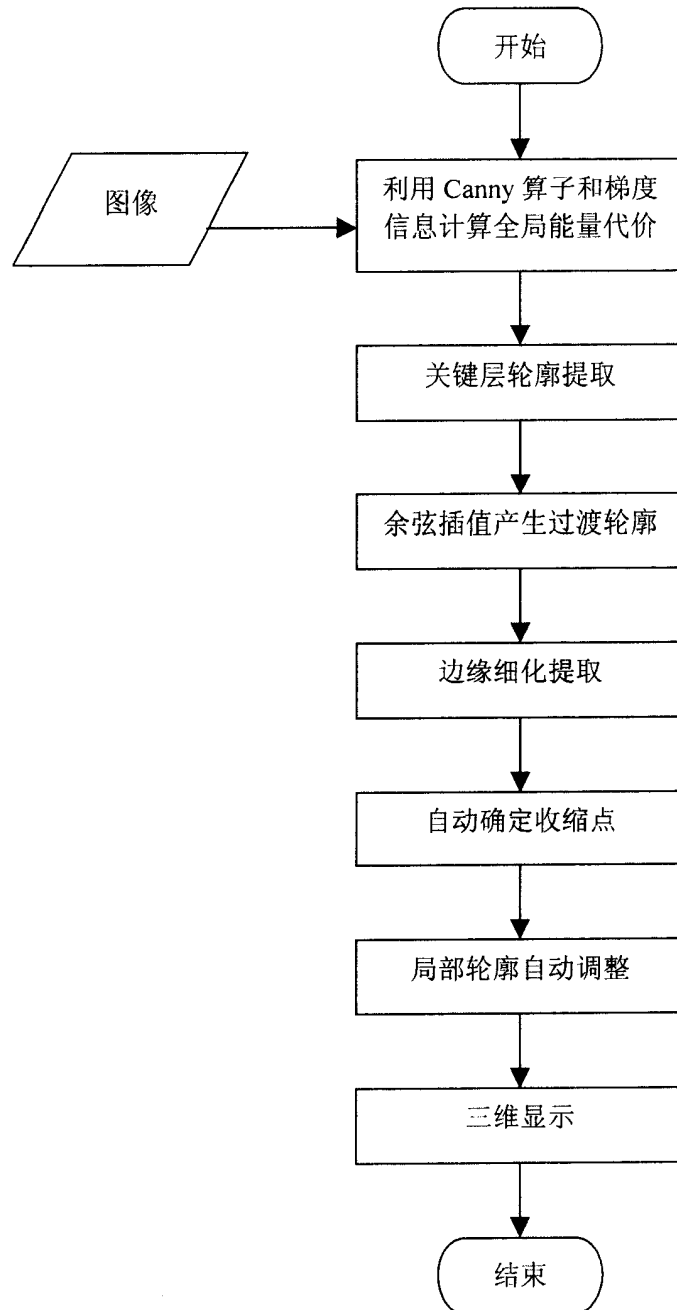 开始
图像
利用 Canny 算子和梯度
信息计算全局能量代价
关键层轮廓提取
余弦插值产生过渡轮廓
边缘细化提取
自动确定收缩点
局部轮廓自动调整
三维显示
结束